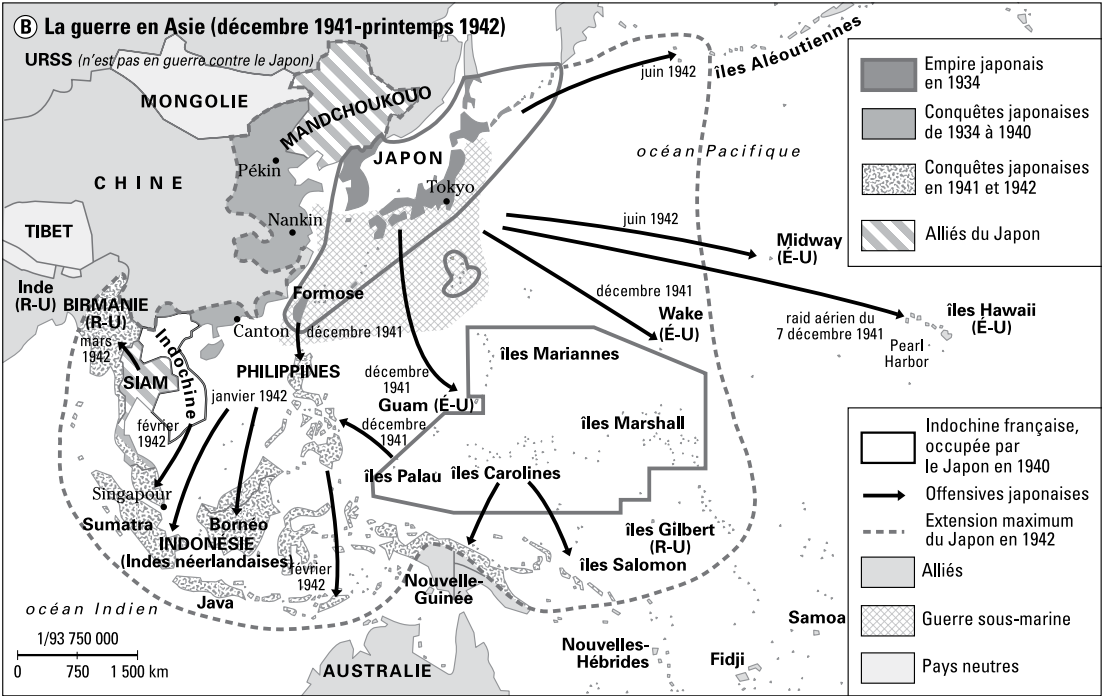 B La guerre en Asie (décembre 1941-printemps 1942)
URSS (n'est pas en guerre contre le Japon)
MONGOLIE
MANDCHOUKOUO
JAPON
Pékin
Tokyo
CHINE
Nankin
TIBET
Inde
(R-U)
BIRMANIE
(R-U)
mars
1942
Formose
Canton
décembre 1941
Indochine
SIAM
PHILIPPINES
janvier 1942
février
1942
Singapour
Sumatra
Bornéo
INDONÉSIE
(Indes néerlandaises)
février
1942
Java
océan Indien
1/93 750 000
0 750 1 500 km
AUSTRALIE
juin 1942
îles Aléoutiennes
océan Pacifique
juin 1942
Midway
(É-U)
décembre 1941
Wake
(É-U)
raid aérien du
7 décembre 1941
Pearl
Harbor
îles Hawaii
(É-U)
îles Mariannes
décembre
1941
Guam (É-U)
décembre
1941
îles Marshall
îles Palau
îles Carolines
îles Gilbert
(R-U)
îles Salomon
Nouvelle-
Guinée
Samoa
Nouvelles-
Hébrides
Fidji
Empire japonais
en 1934
Conquêtes japonaises
de 1934 à 1940
Conquêtes japonaises
en 1941 et 1942
Alliés du Japon
Indochine française,
occupée par
le Japon en 1940
Offensives japonaises
Extension maximum
du Japon en 1942
Alliés
Guerre sous-marine
Pays neutres